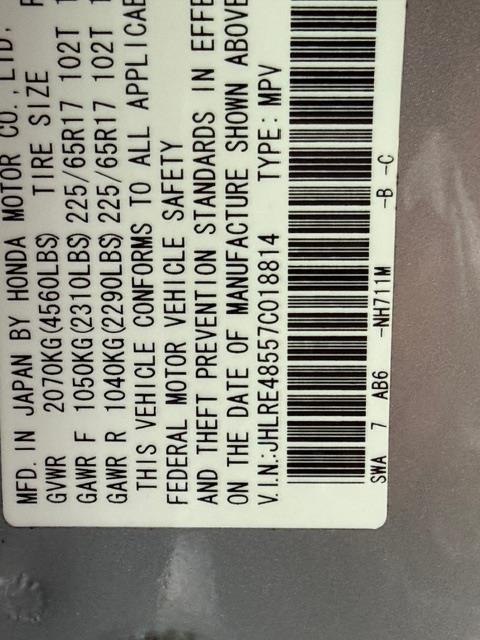 MFD. IN JAPAN BY HONDA MOTOR CO., LTD.
GVWR 2070KG(4560LBS) TIRE SIZE
GAWR F 1050KG(2310LBS) 225/65R17 102T
GAWR R 1040KG(2290LBS) 225/65R17 102T
THIS VEHICLE CONFORMS TO ALL APPLICAB
FEDERAL MOTOR VEHICLE SAFETY
AND THEFT PREVENTION STANDARDS IN EFFE
ON THE DATE OF MANUFACTURE SHOWN ABOVE
V.I.N.:JHLRE48557C018814 TYPE: MPV
SWA 7 AB6 -NH711M -B -C